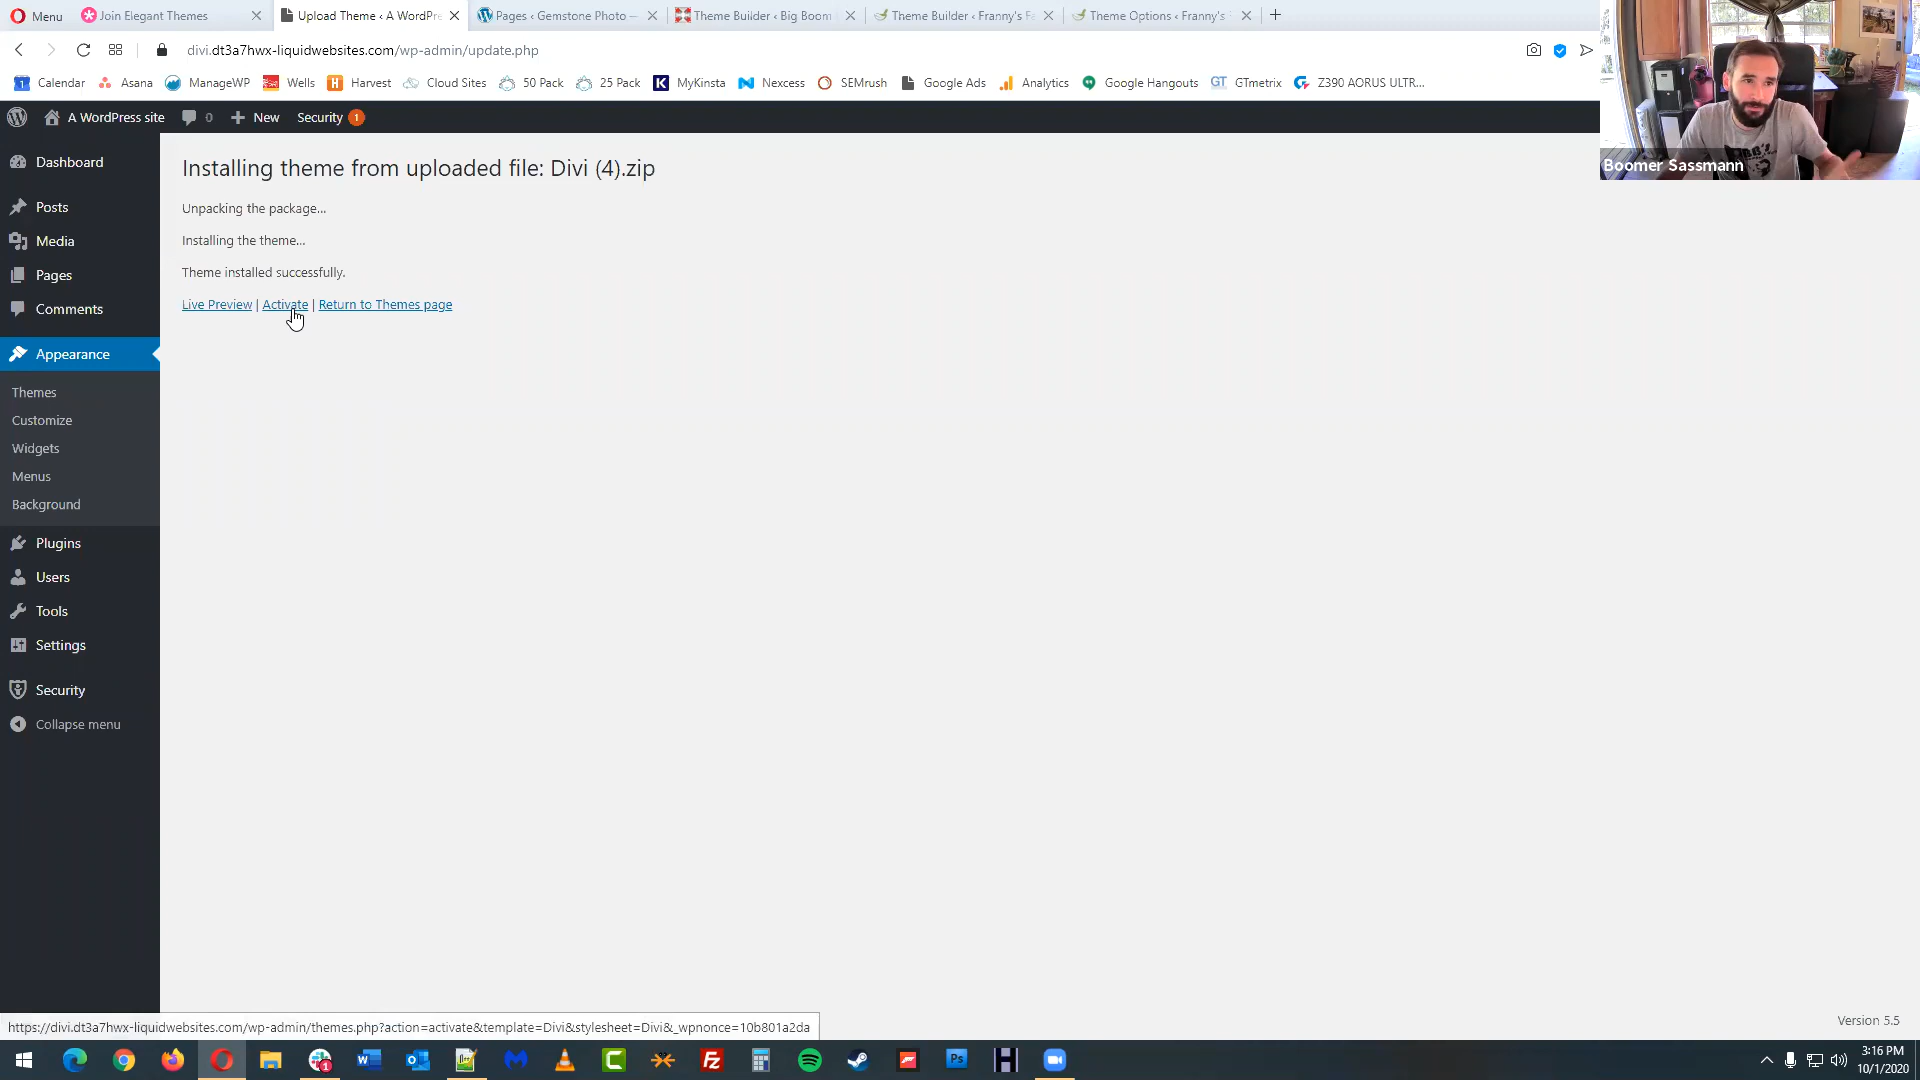 Menu
Join Elegant Themes
Upload Theme ‹ A WordPre
Pages ‹ Gemstone Photo —
Theme Builder ‹ Big Boom
Theme Builder ‹ Franny's Fa
Theme Options ‹ Franny's
divi.dt3a7hwx-liquidwebsites.com/wp-admin/update.php
Calendar
Asana
ManageWP
Wells
Harvest
Cloud Sites
50 Pack
25 Pack
MyKinsta
Nexcess
SEMrush
Google Ads
Analytics
Google Hangouts
GT GTmetrix
Z390 AORUS ULTR...
A WordPress site
0
New
Security 1
Boomer Sassmann
Dashboard
Posts
Media
Pages
Comments
Appearance
Themes
Customize
Widgets
Menus
Background
Plugins
Users
Tools
Settings
Security
Collapse menu
Installing theme from uploaded file: Divi (4).zip
Unpacking the package...
Installing the theme...
Theme installed successfully.
Live Preview | Activate | Return to Themes page
Version 5.5
https://divi.dt3a7hwx-liquidwebsites.com/wp-admin/themes.php?action=activate&template=Divi&stylesheet=Divi&_wpnonce=10b801a2da
3:16 PM
10/1/2020